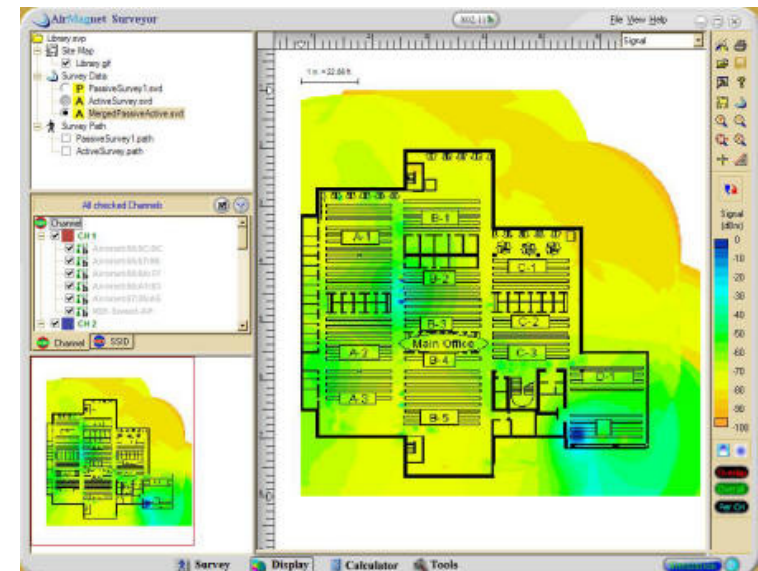 AirMagnet Surveyor
802.11b
File View Help
Library.svp
Site Map
Library.gif
Survey Data
P PassiveSurvey1.svd
A ActiveSurvey.svd
A MergedPassiveActive.svd
Survey Path
PassiveSurvey1.path
ActiveSurvey.path
All checked Channels
Channel
CH 1
CH 2
Channel SSID
Signal
1 in. =22.86 ft.
B-1
A-1
C-1
B-2
B-3
C-2
Main Office
A-2
B-4
C-3
D-1
A-3
B-5
Signal
(dBm)
0
-10
-20
-30
-40
-50
-60
-70
-80
-90
-100
Survey Display Calculator Tools